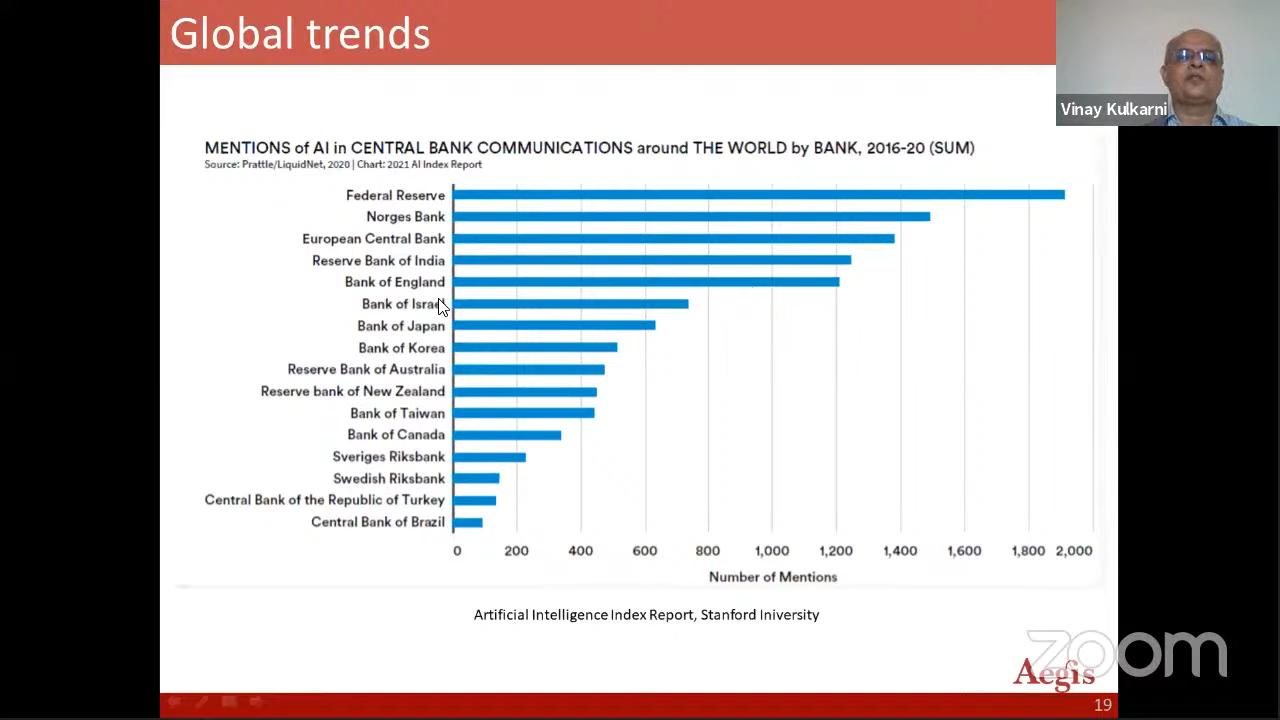 Global trends
Vinay Kulkarni
MENTIONS of AI in CENTRAL BANK COMMUNICATIONS around THE WORLD by BANK, 2016-20 (SUM)
Source: Prattle/LiquidNet, 2020 | Chart: 2021 AI Index Report
Federal Reserve
Norges Bank
European Central Bank
Reserve Bank of India
Bank of England
Bank of Israel
Bank of Japan
Bank of Korea
Reserve Bank of Australia
Reserve bank of New Zealand
Bank of Taiwan
Bank of Canada
Sveriges Riksbank
Swedish Riksbank
Central Bank of the Republic of Turkey
Central Bank of Brazil
0 200 400 600 800 1,000 1,200 1,400 1,600 1,800 2,000
Number of Mentions
Artificial Intelligence Index Report, Stanford Iniversity
zoom
Aegis
19